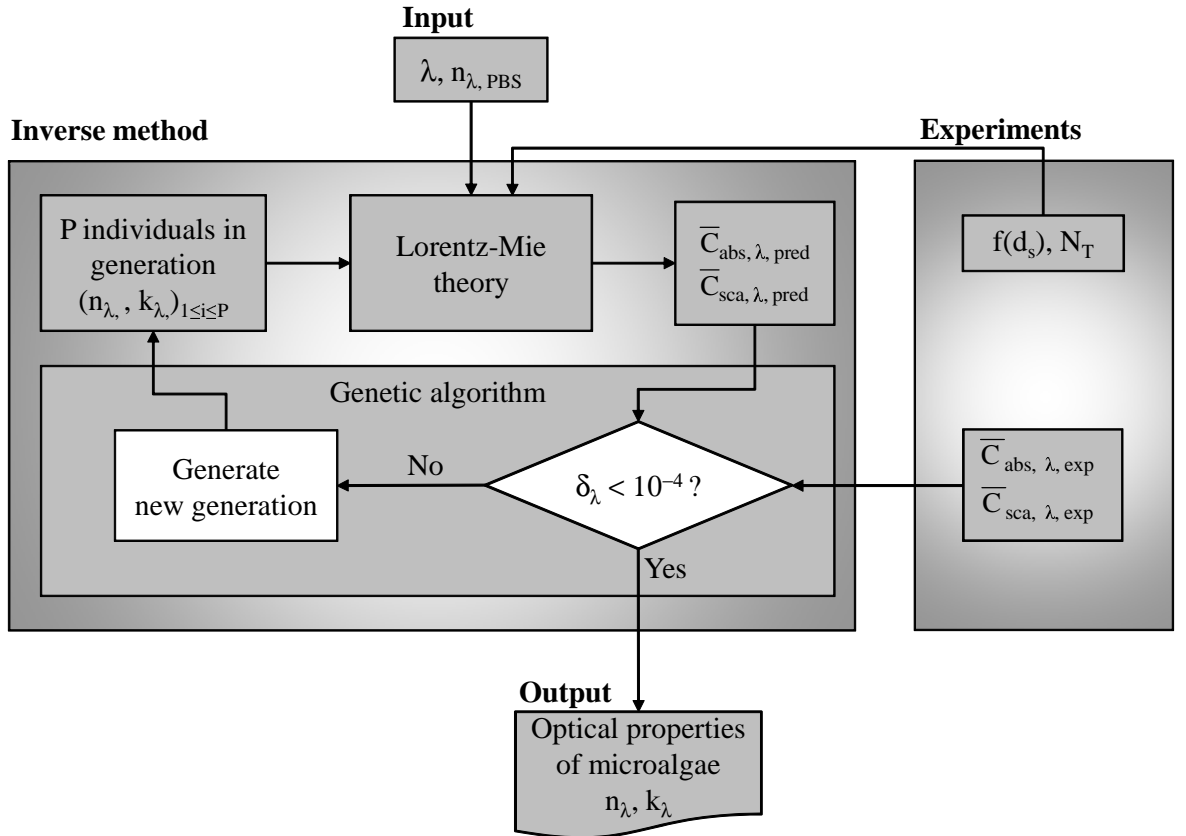 Input
λ, n_λ, PBS
Inverse method
Experiments
P individuals in
generation
(n_λ, , k_λ,)_1≤i≤P
Lorentz-Mie
theory
C̅_abs, λ, pred
C̅_sca, λ, pred
f(d_s), N_T
Genetic algorithm
Generate
new generation
No
δ_λ < 10⁻⁴ ?
C̅_abs, λ, exp
C̅_sca, λ, exp
Yes
Output
Optical properties
of microalgae
n_λ, k_λ